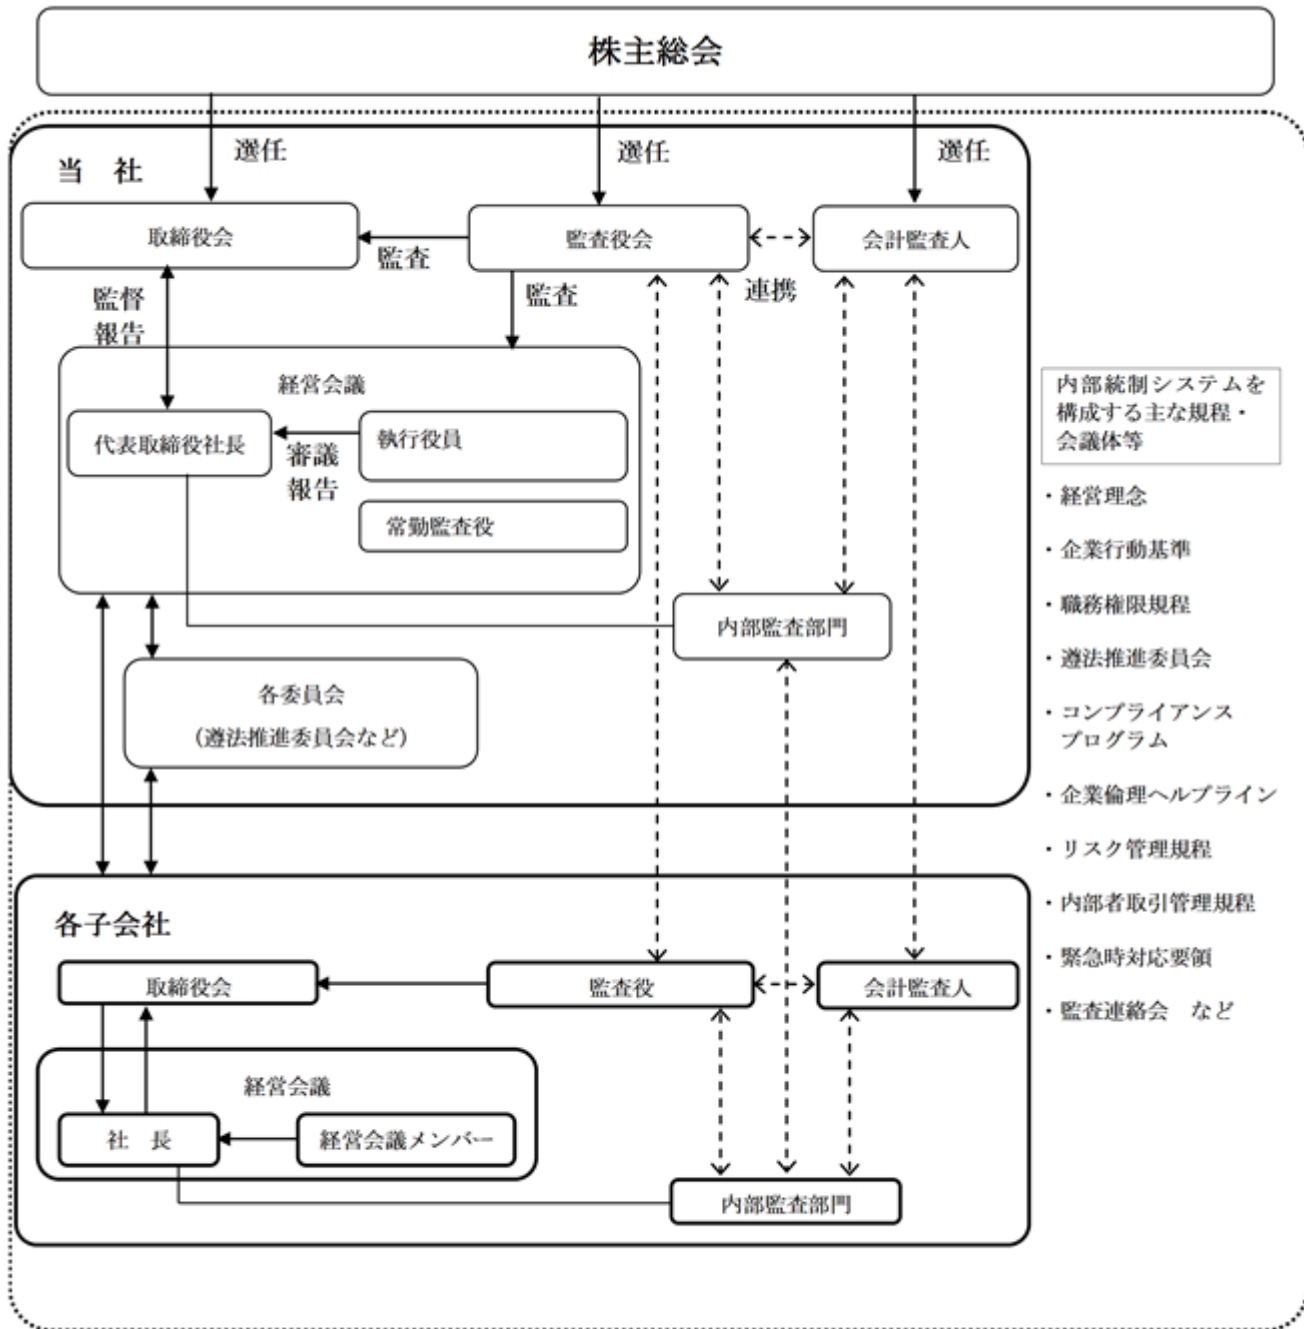 株主総会
選任
選任
選任
当　社
取締役会
監査役会
会計監査人
監査
監督
報告
監査
連携
経営会議
代表取締役社長
執行役員
審議
報告
常勤監査役
内部監査部門
各委員会
（遵法推進委員会など）
各子会社
取締役会
監査役
会計監査人
経営会議
社　長
経営会議メンバー
内部監査部門
内部統制システムを
構成する主な規程・
会議体等
・経営理念
・企業行動基準
・職務権限規程
・遵法推進委員会
・コンプライアンス
プログラム
・企業倫理ヘルプライン
・リスク管理規程
・内部者取引管理規程
・緊急時対応要領
・監査連絡会　など